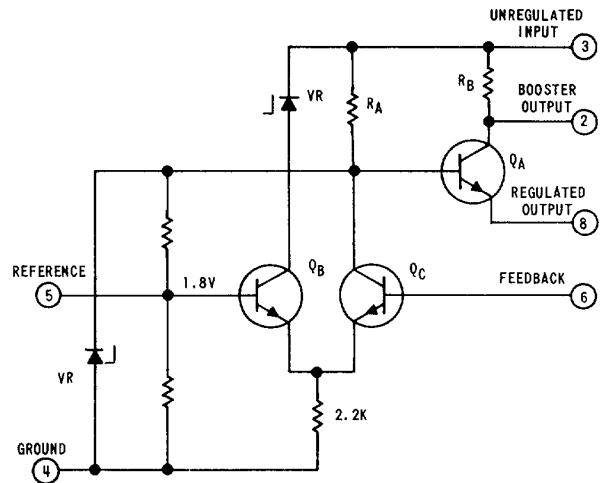 UNREGULATED
INPUT
3
VR
RA
RB
BOOSTER
OUTPUT
2
QA
REGULATED
OUTPUT
8
REFERENCE
5
1.8V
QB
QC
FEEDBACK
6
VR
2.2K
GROUND
4